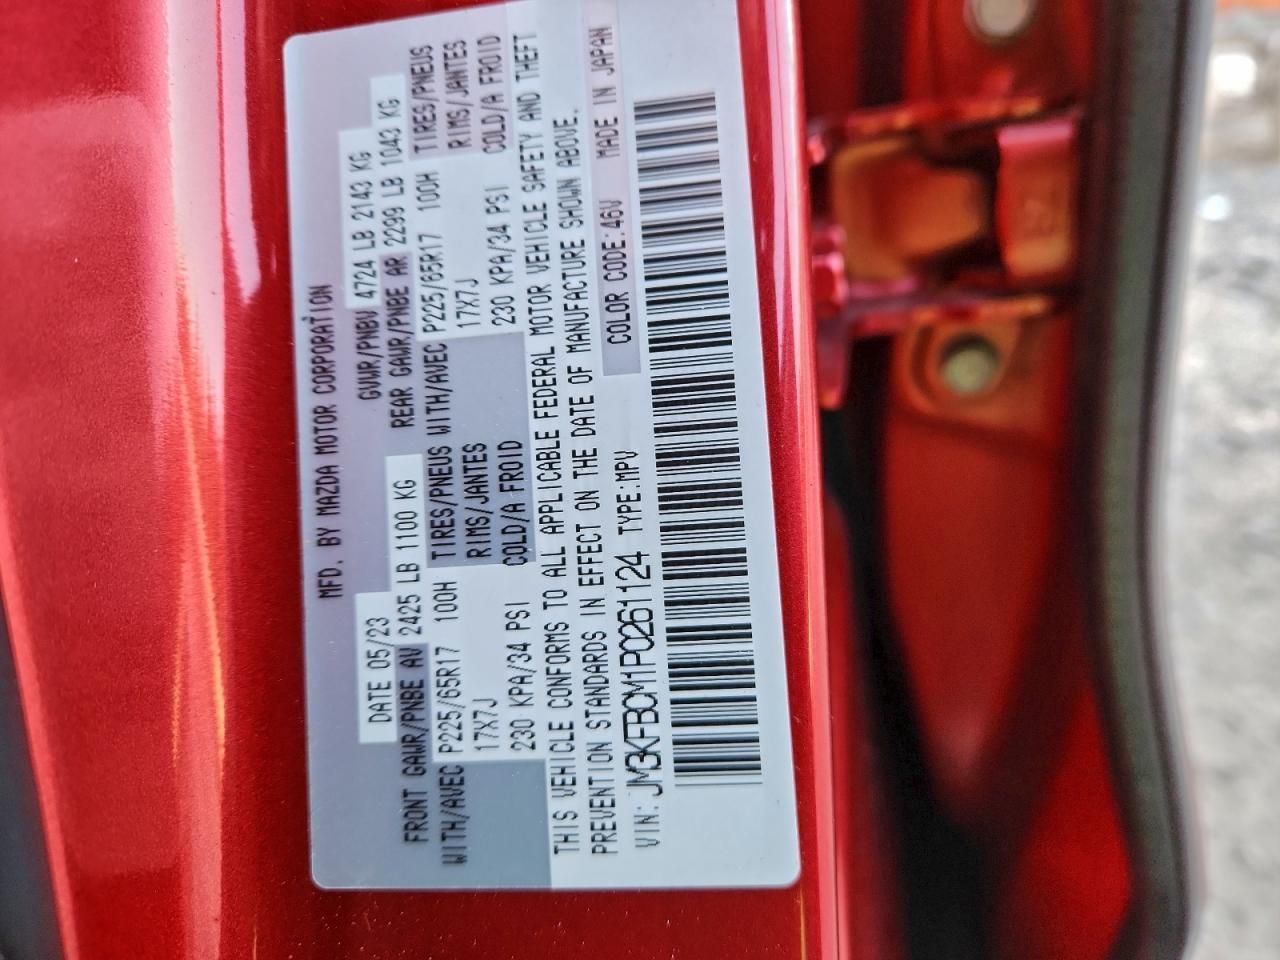 MFD. BY MAZDA MOTOR CORPORATION
DATE 05/23 GVWR/PNBV 4724 LB 2143 KG
FRONT GAWR/PNBE AV 2425 LB 1100 KG REAR GAWR/PNBE AR 2299 LB 1043 KG
WITH/AVEC P225/65R17 100H TIRES/PNEUS WITH/AVEC P225/65R17 100H TIRES/PNEUS
17X7J RIMS/JANTES 17X7J RIMS/JANTES
230 KPA/34 PSI COLD/A FROID 230 KPA/34 PSI COLD/A FROID
THIS VEHICLE CONFORMS TO ALL APPLICABLE FEDERAL MOTOR VEHICLE SAFETY AND THEFT
PREVENTION STANDARDS IN EFFECT ON THE DATE OF MANUFACTURE SHOWN ABOVE.
VIN: JM3KFBCM1P0261124 TYPE:MPV COLOR CODE:46V MADE IN JAPAN